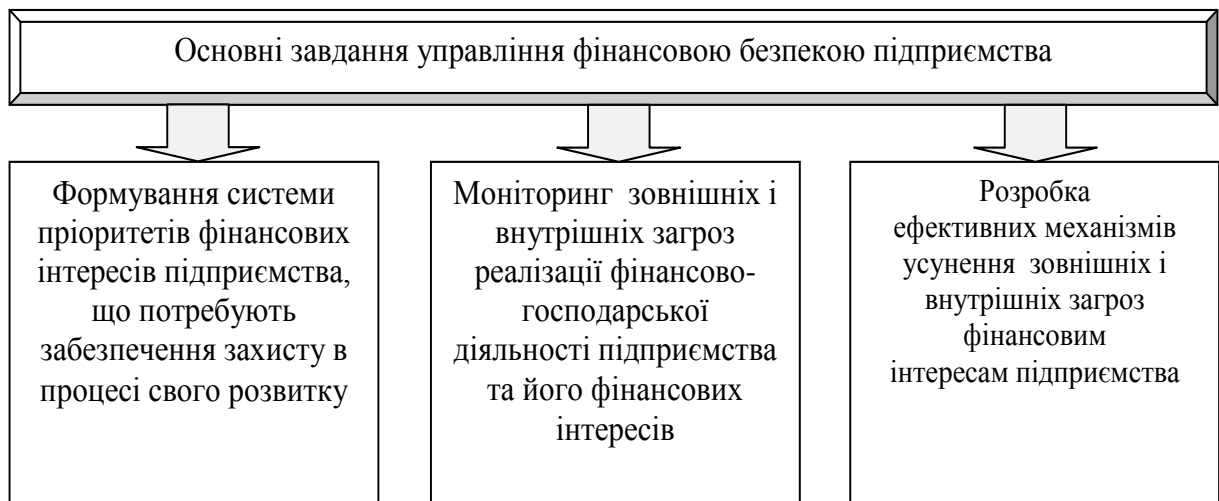 Основні завдання управління фінансовою безпекою підприємства
Формування системи
пріоритетів фінансових
інтересів підприємства,
що потребують
забезпечення захисту в
процесі свого розвитку
Моніторинг зовнішніх і
внутрішніх загроз
реалізації фінансово-
господарської
діяльності підприємства
та його фінансових
інтересів
Розробка
ефективних механізмів
усунення зовнішніх і
внутрішніх загроз
фінансовим
інтересам підприємства